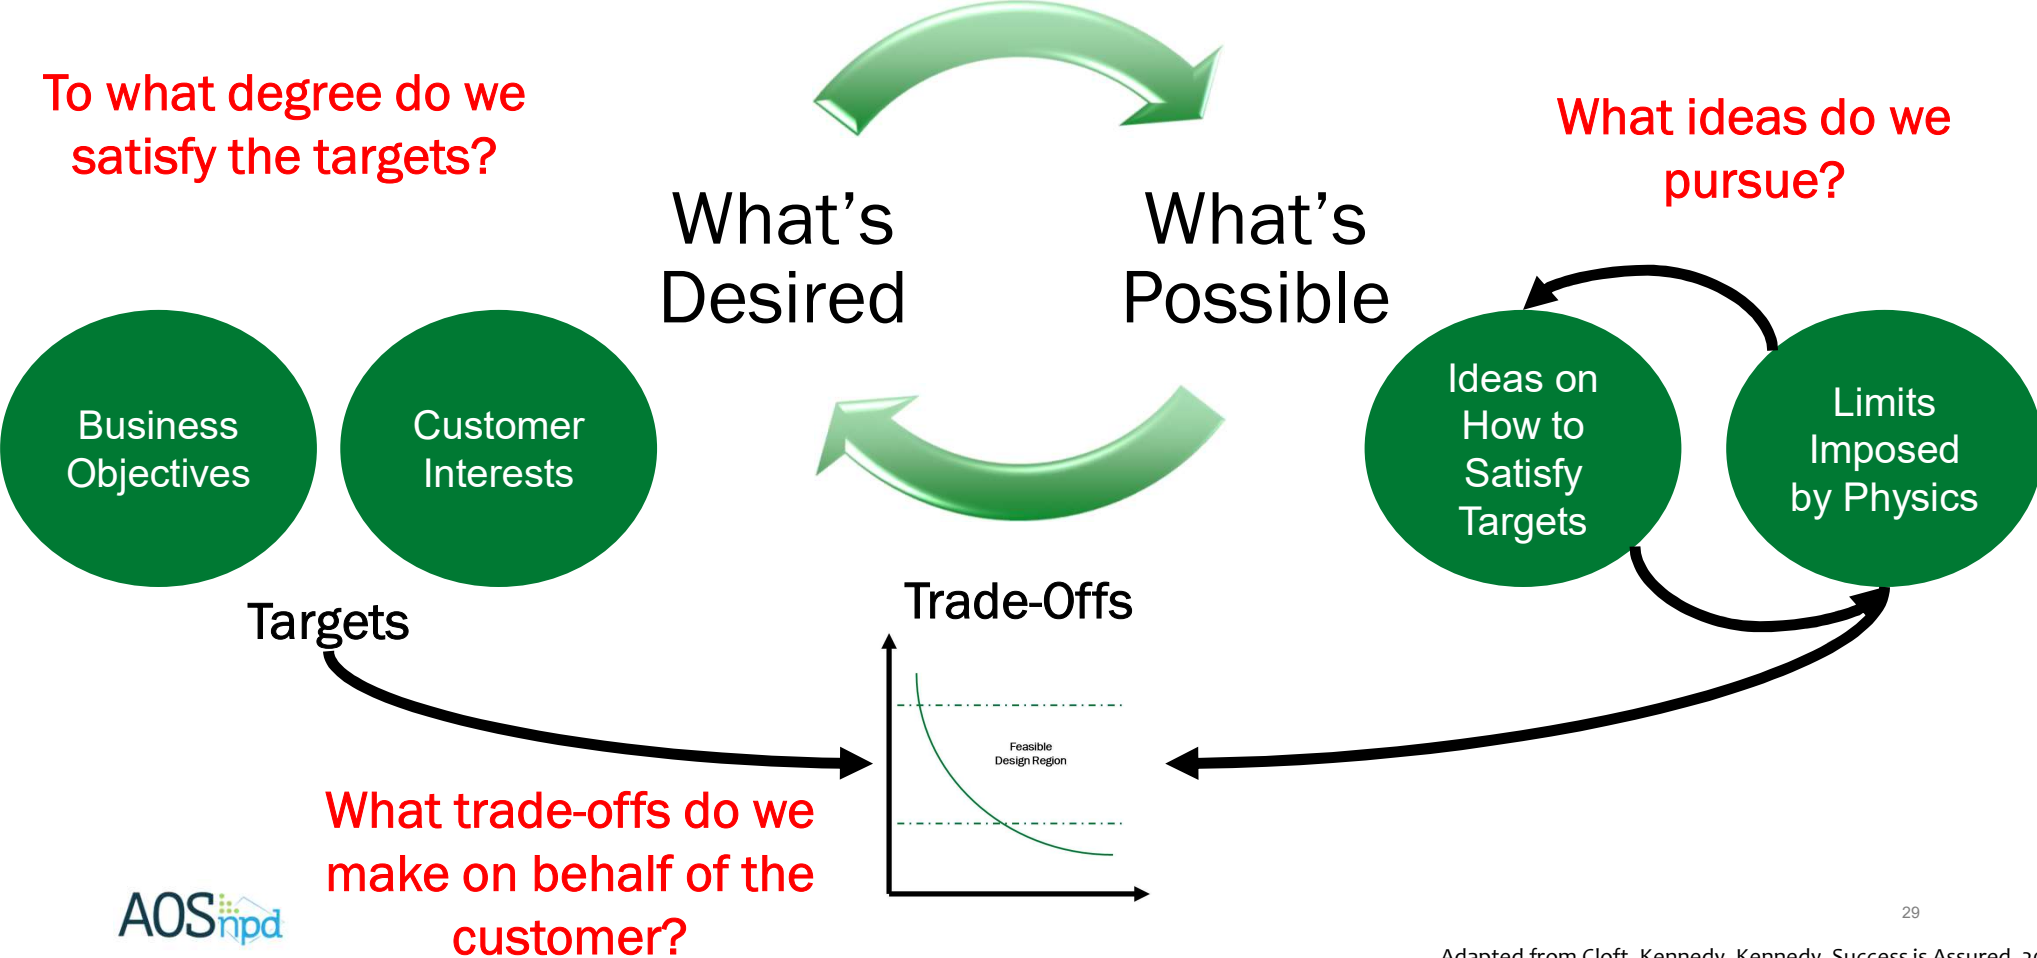 To what degree do we
satisfy the targets?
What's
Desired
What's
Possible
What ideas do we
pursue?
Business
Objectives
Customer
Interests
Ideas on
How to
Satisfy
Targets
Limits
Imposed
by Physics
Targets
Trade-Offs
Feasible
Design Region
What trade-offs do we
make on behalf of the
customer?
AOSnpd
29
Adapted from Cloft, Kennedy, Kennedy, Success is Assured,